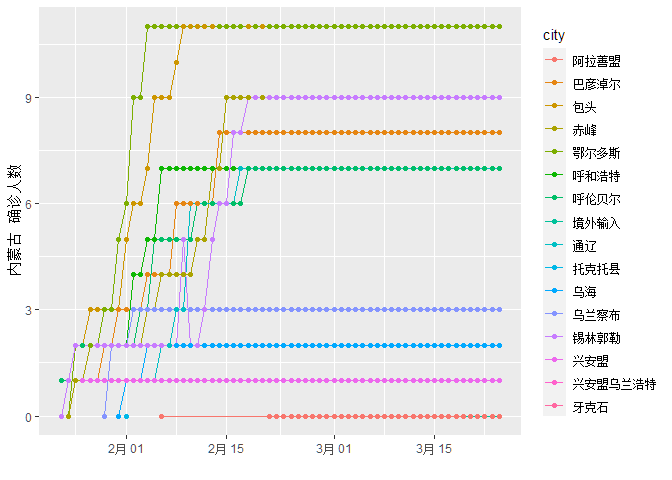 内蒙古 确诊人数
9
6
3
0
2月 01
2月 15
3月 01
3月 15
city
阿拉善盟
巴彦淖尔
包头
赤峰
鄂尔多斯
呼和浩特
呼伦贝尔
境外输入
通辽
托克托县
乌海
乌兰察布
锡林郭勒
兴安盟
兴安盟乌兰浩特
牙克石